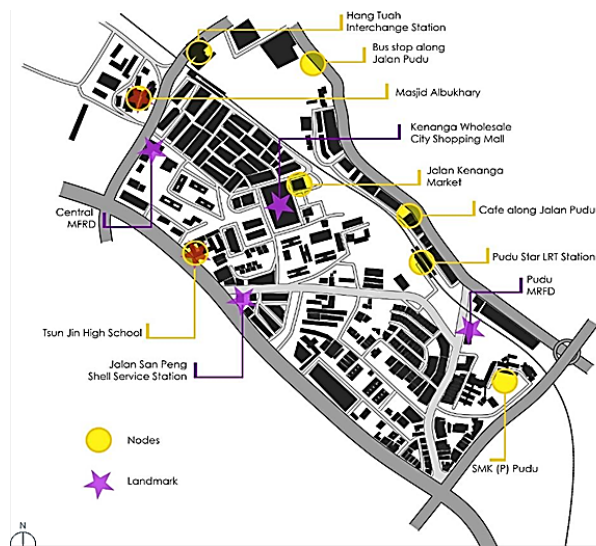 Hang Tuah
Interchange Station
Bus stop along
Jalan Pudu
Masjid Albukhary
Kenanga Wholesale
City Shopping Mall
Jalan Kenanga
Market
Central
MFRD
Cafe along Jalan Pudu
Pudu Star LRT Station
Pudu
MRFD
Tsun Jin High School
Jalan San Peng
Shell Service Station
Nodes
SMK (P) Pudu
Landmark
N